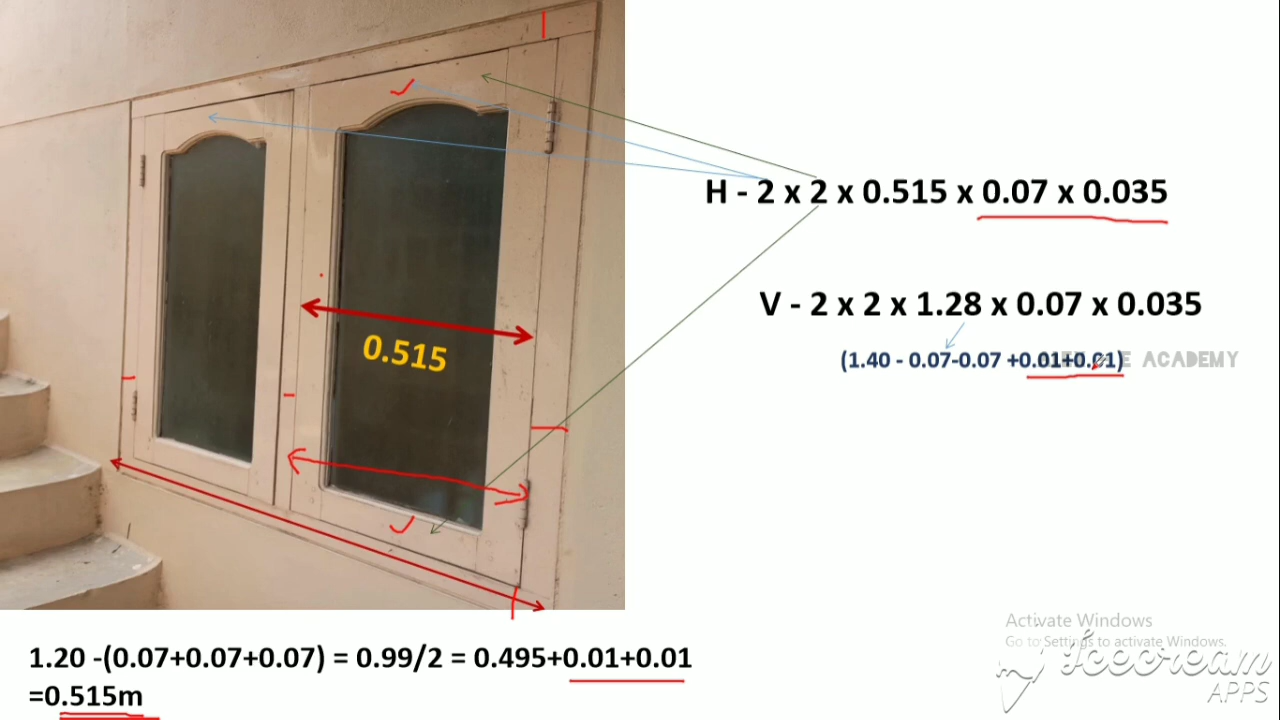 H - 2 x 2 x 0.515 x 0.07 x 0.035
V - 2 x 2 x 1.28 x 0.07 x 0.035
(1.40 - 0.07-0.07 +0.01+0.01)
ACADEMY
0.515
1.20 -(0.07+0.07+0.07) = 0.99/2 = 0.495+0.01+0.01
=0.515m
Activate Windows
Go to Settings to activate Windows.
Icecream
APPS